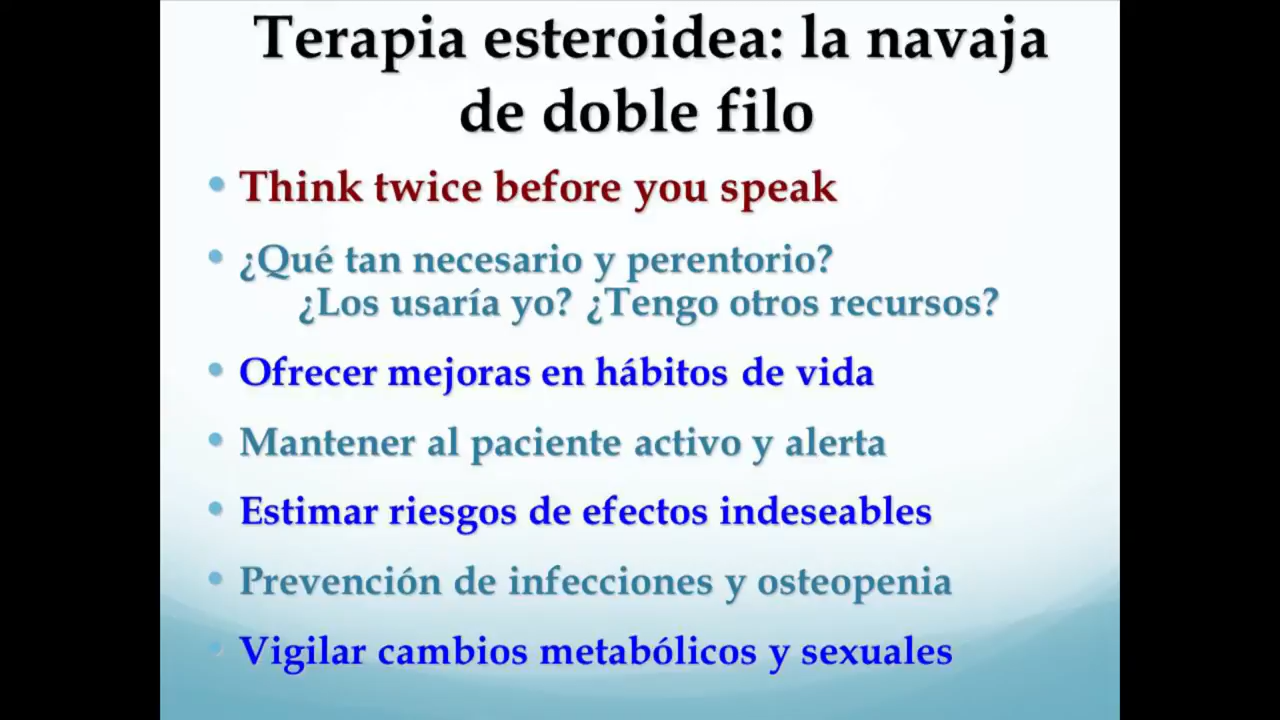 Terapia esteroidea: la navaja
de doble filo
• Think twice before you speak
• ¿Qué tan necesario y perentorio?
¿Los usaría yo? ¿Tengo otros recursos?
• Ofrecer mejoras en hábitos de vida
• Mantener al paciente activo y alerta
• Estimar riesgos de efectos indeseables
• Prevención de infecciones y osteopenia
• Vigilar cambios metabólicos y sexuales